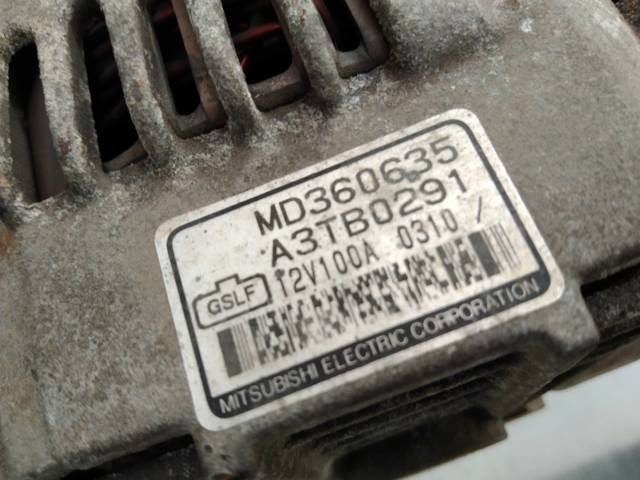 MD360635
A3TB0291
GSLF 12V100A 0310 /
MITSUBISHI ELECTRIC CORPORATION